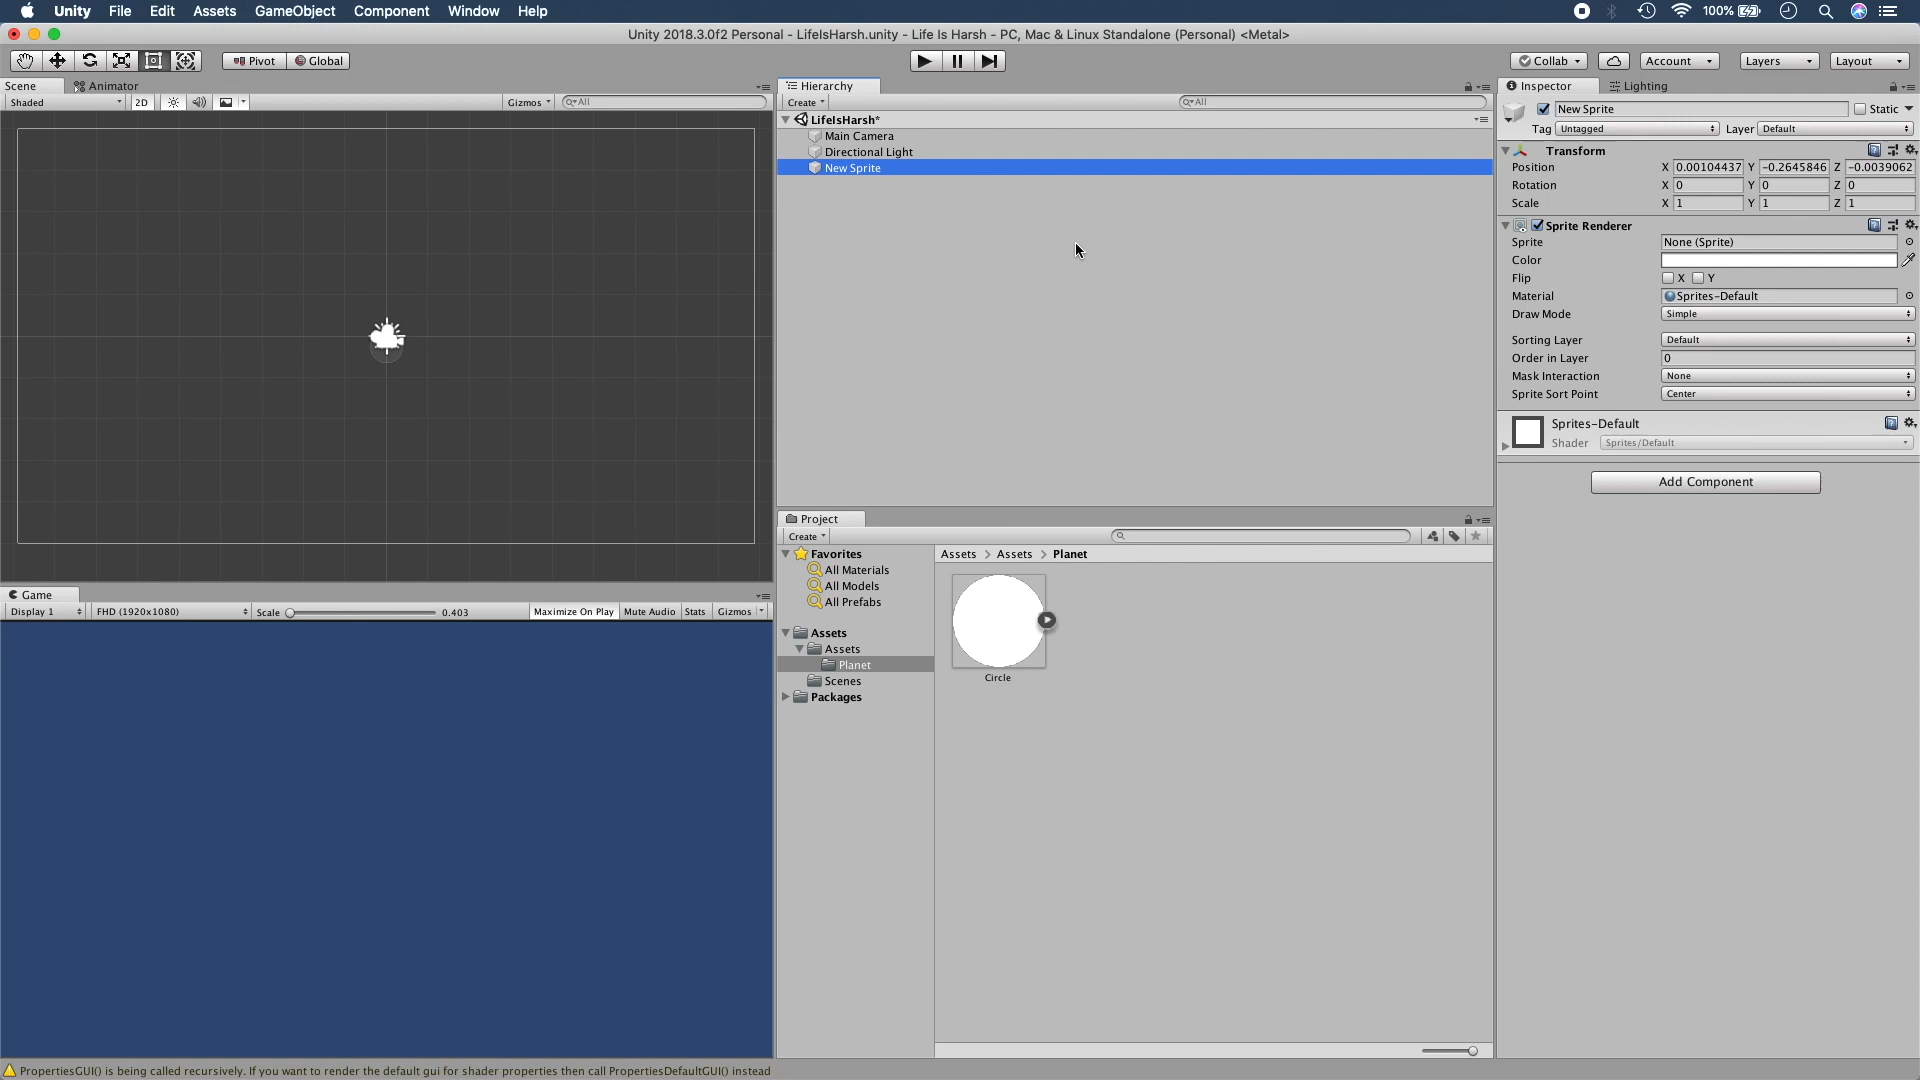 Unity File Edit Assets GameObject Component Window Help 100%
Unity 2018.3.0f2 Personal - LifeIsHarsh.unity - Life Is Harsh - PC, Mac & Linux Standalone (Personal) <Metal>
Pivot Global Collab Account Layers Layout
Scene Animator
Shaded 2D Gizmos All
Hierarchy
Create All
LifeIsHarsh*
Main Camera
Directional Light
New Sprite
Inspector Lighting
New Sprite Static
Tag Untagged Layer Default
Transform
Position X 0.00104437 Y -0.2645846 Z -0.0039062
Rotation X 0 Y 0 Z 0
Scale X 1 Y 1 Z 1
Sprite Renderer
Sprite None (Sprite)
Color
Flip X Y
Material Sprites-Default
Draw Mode Simple
Sorting Layer Default
Order in Layer 0
Mask Interaction None
Sprite Sort Point Center
Sprites-Default
Shader Sprites/Default
Add Component
Project
Create
Favorites
All Materials
All Models
All Prefabs
Assets
Assets
Planet
Scenes
Packages
Assets > Assets > Planet
Circle
Game
Display 1 FHD (1920x1080) Scale 0.403 Maximize On Play Mute Audio Stats Gizmos
PropertiesGUI() is being called recursively. If you want to render the default gui for shader properties then call PropertiesDefaultGUI() instead